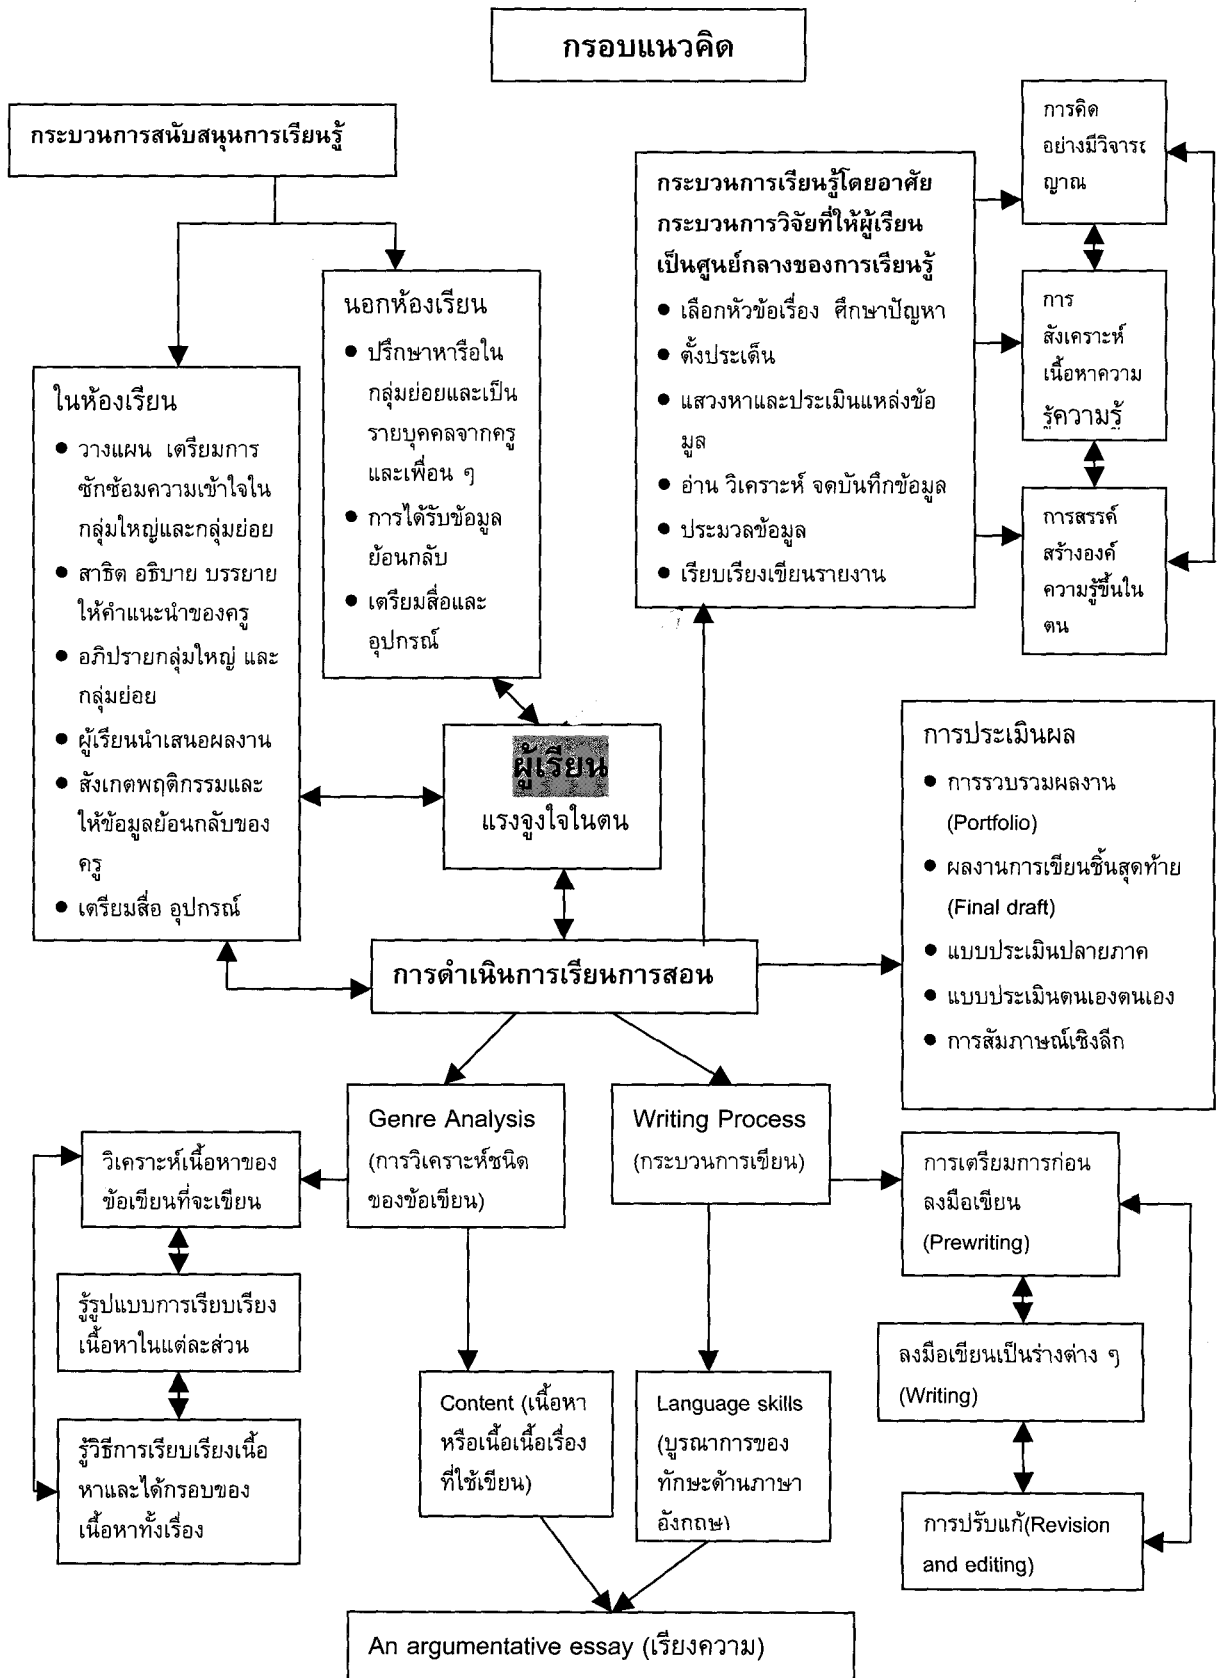 กรอบแนวคิด
กระบวนการสนับสนุนการเรียนรู้
ในห้องเรียน
● วางแผน เตรียมการ
ซักซ้อมความเข้าใจใน
กลุ่มใหญ่และกลุ่มย่อย
● สาธิต อธิบาย บรรยาย
ให้คำแนะนำของครู
● อภิปรายกลุ่มใหญ่ และ
กลุ่มย่อย
● ผู้เรียนนำเสนอผลงาน
● สังเกตพฤติกรรมและ
ให้ข้อมูลย้อนกลับของ
ครู
● เตรียมสื่อ อุปกรณ์
นอกห้องเรียน
● ปรึกษาหารือใน
กลุ่มย่อยและเป็น
รายบุคคลจากครู
และเพื่อน ๆ
● การได้รับข้อมูล
ย้อนกลับ
● เตรียมสื่อและ
อุปกรณ์
กระบวนการเรียนรู้โดยอาศัย
กระบวนการวิจัยที่ให้ผู้เรียน
เป็นศูนย์กลางของการเรียนรู้
● เลือกหัวข้อเรื่อง ศึกษาปัญหา
● ตั้งประเด็น
● แสวงหาและประเมินแหล่งข้อ
มูล
● อ่าน วิเคราะห์ จดบันทึกข้อมูล
● ประมวลข้อมูล
● เรียบเรียงเขียนรายงาน
การคิด
อย่างมีวิจารณ
ญาณ
การ
สังเคราะห์
เนื้อหาความ
รู้ความรู้
การสรรค์
สร้างองค์
ความรู้ขึ้นใน
ตน
ผู้เรียน
แรงจูงใจในตน
การดำเนินการเรียนการสอน
การประเมินผล
● การรวบรวมผลงาน
(Portfolio)
● ผลงานการเขียนชิ้นสุดท้าย
(Final draft)
● แบบประเมินปลายภาค
● แบบประเมินตนเองตนเอง
● การสัมภาษณ์เชิงลึก
Genre Analysis
(การวิเคราะห์ชนิด
ของข้อเขียน)
Writing Process
(กระบวนการเขียน)
วิเคราะห์เนื้อหาของ
ข้อเขียนที่จะเขียน
รู้รูปแบบการเรียบเรียง
เนื้อหาในแต่ละส่วน
รู้วิธีการเรียบเรียงเนื้อ
หาและได้กรอบของ
เนื้อหาทั้งเรื่อง
Content (เนื้อหา
หรือเนื้อเนื้อเรื่อง
ที่ใช้เขียน)
Language skills
(บูรณาการของ
ทักษะด้านภาษา
อังกฤษ)
การเตรียมการก่อน
ลงมือเขียน
(Prewriting)
ลงมือเขียนเป็นร่างต่าง ๆ
(Writing)
การปรับแก้(Revision
and editing)
An argumentative essay (เรียงความ)